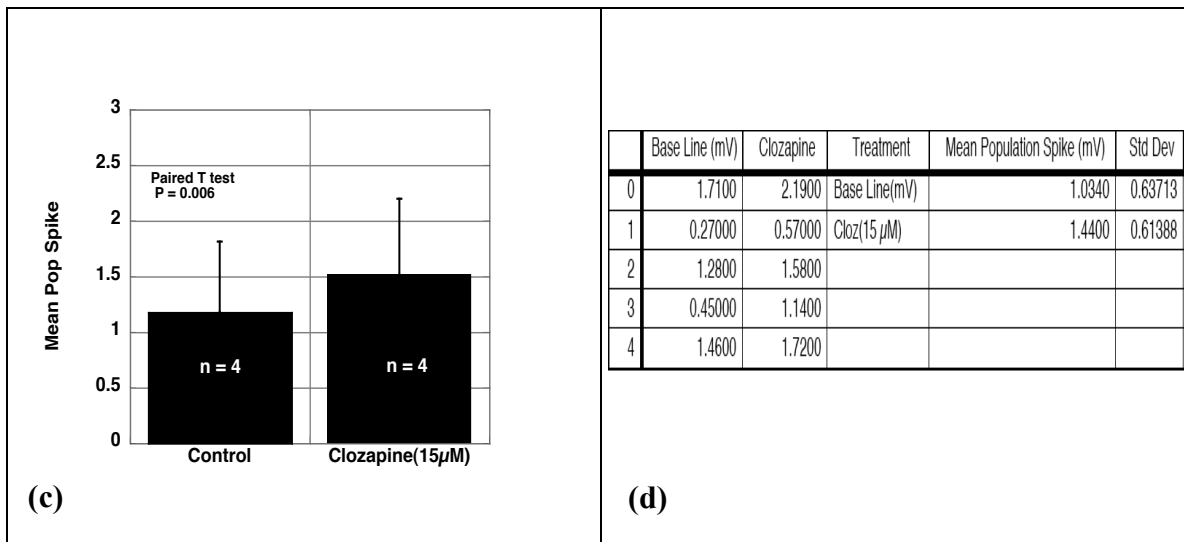 3
2.5
2
1.5
1
0.5
0
Mean Pop Spike
Paired T test
P = 0.006
n = 4 n = 4
Control Clozapine(15µM)
(c)
Base Line (mV) Clozapine Treatment Mean Population Spike (mV) Std Dev
0 1.7100 2.1900 Base Line(mV) 1.0340 0.63713
1 0.27000 0.57000 Cloz(15 µM) 1.4400 0.61388
2 1.2800 1.5800
3 0.45000 1.1400
4 1.4600 1.7200
(d)